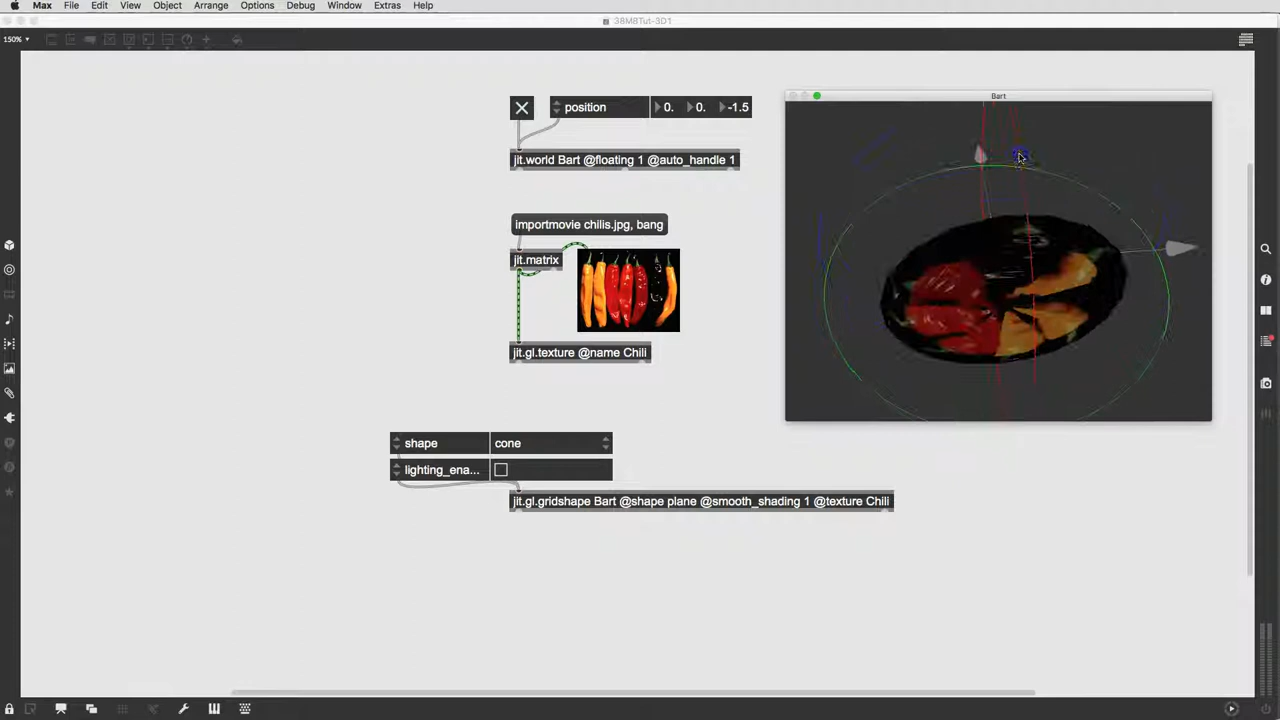 Max File Edit View Object Arrange Options Debug Window Extras Help
38M8Tut-3D1
150%
position 0. 0. -1.5
Bart
jit.world Bart @floating 1 @auto_handle 1
importmovie chilis.jpg, bang
jit.matrix
jit.gl.texture @name Chili
shape cone
lighting_ena...
jit.gl.gridshape Bart @shape plane @smooth_shading 1 @texture Chili